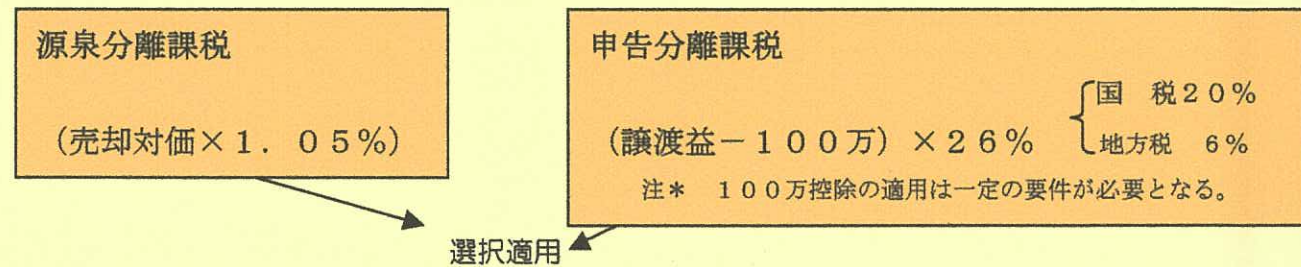 源泉分離課税
(売却対価×1．05%)
申告分離課税
(譲渡益－100万)×26%
国　税20%
地方税　6%
注*　100万控除の適用は一定の要件が必要となる。
選択適用